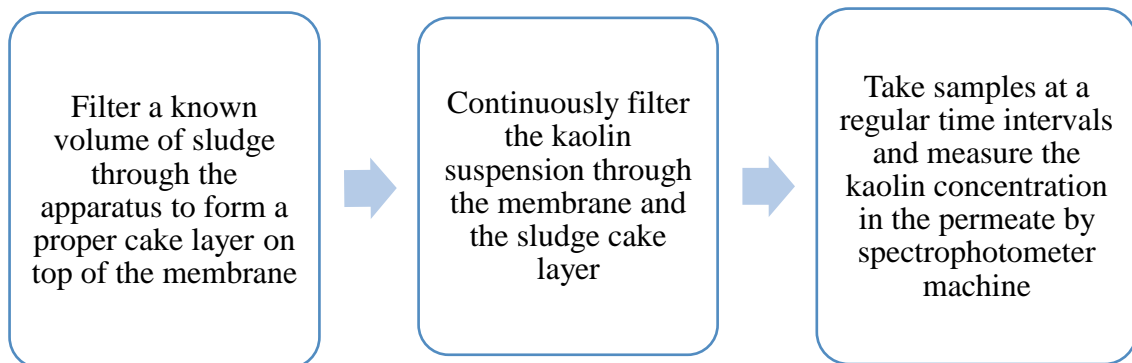 Filter a known
volume of sludge
through the
apparatus to form a
proper cake layer on
top of the membrane
Continuously filter
the kaolin
suspension through
the membrane and
the sludge cake
layer
Take samples at a
regular time intervals
and measure the
kaolin concentration
in the permeate by
spectrophotometer
machine